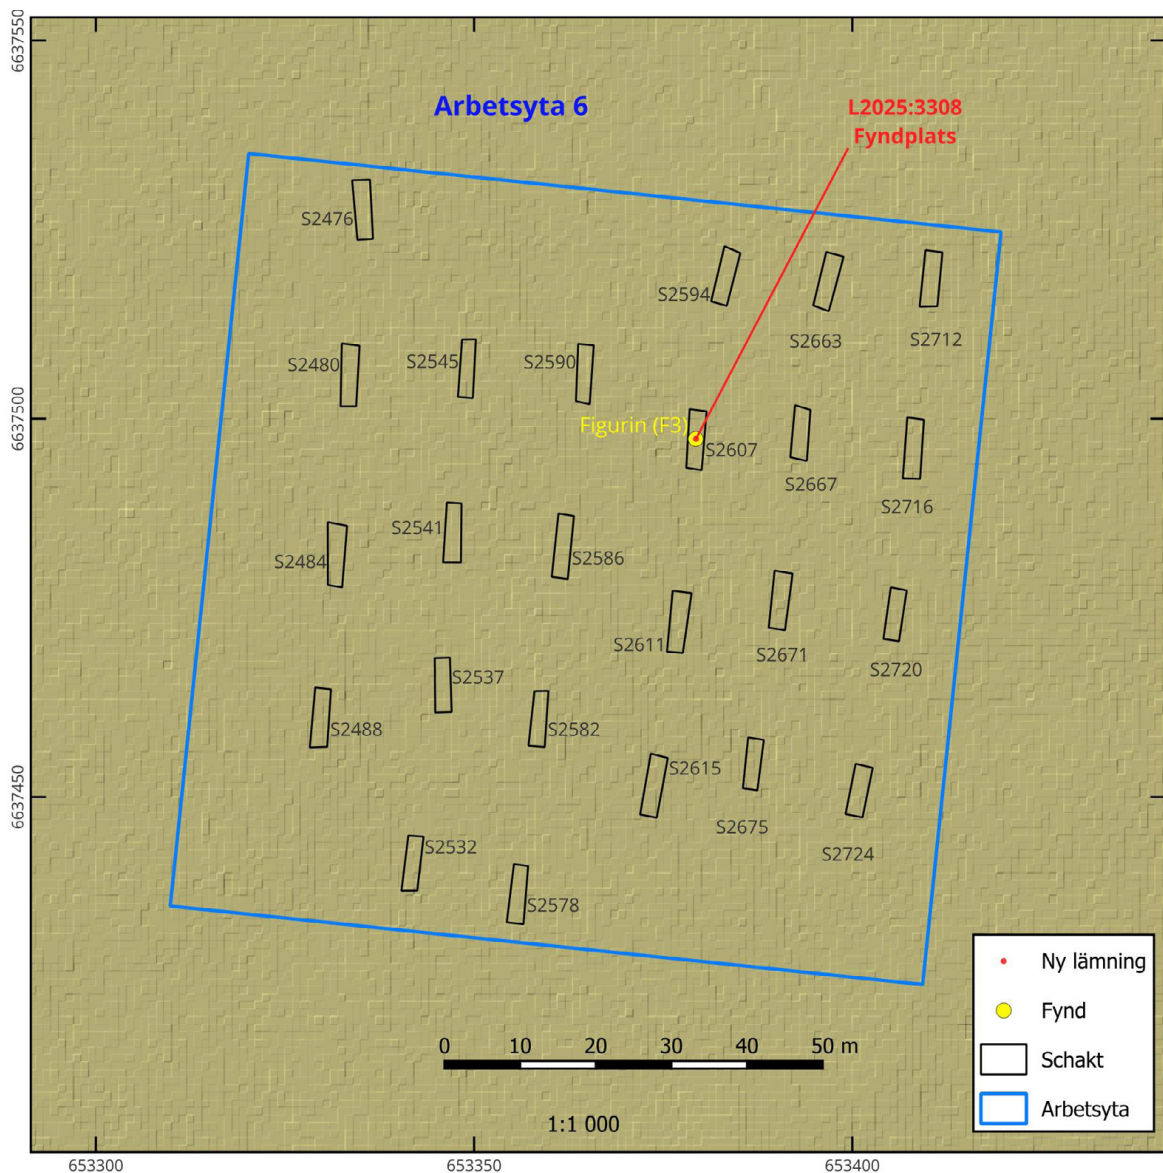 6637550
Arbetsyta 6
L2025:3308
Fyndplats
S2476
S2594
S2663
S2712
S2480
S2545
S2590
6637500
Figurin (F3)
S2607
S2667
S2716
S2541
S2484
S2586
S2611
S2671
S2720
S2537
S2488
S2582
S2615
6637450
S2675
S2724
S2532
S2578
Ny lämning
Fynd
Schakt
Arbetsyta
0 10 20 30 40 50 m
1:1 000
653300 653350 653400